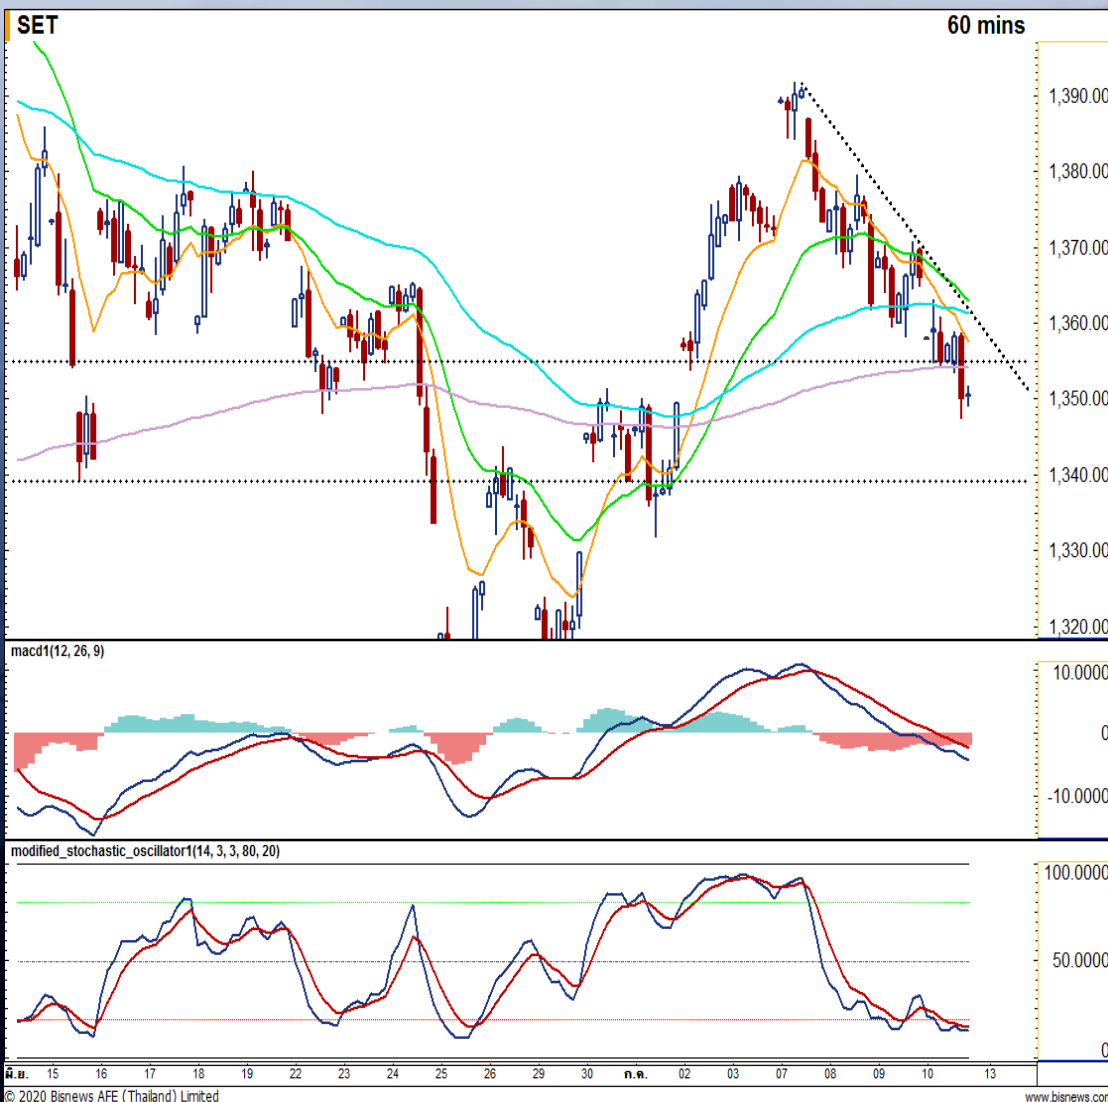 SET 60 mins
1,390.00
1,380.00
1,370.00
1,360.00
1,350.00
1,340.00
1,330.00
1,320.00
macd1(12, 26, 9)
10.0000
0
-10.0000
modified_stochastic_oscillator1(14, 3, 3, 80, 20)
100.0000
50.0000
0
มิ.ย. 15 16 17 18 19 22 23 24 25 26 29 30 ก.ค. 02 03 07 08 09 10 13
© 2020 Bisnews AFE (Thailand) Limited www.bisnews.com